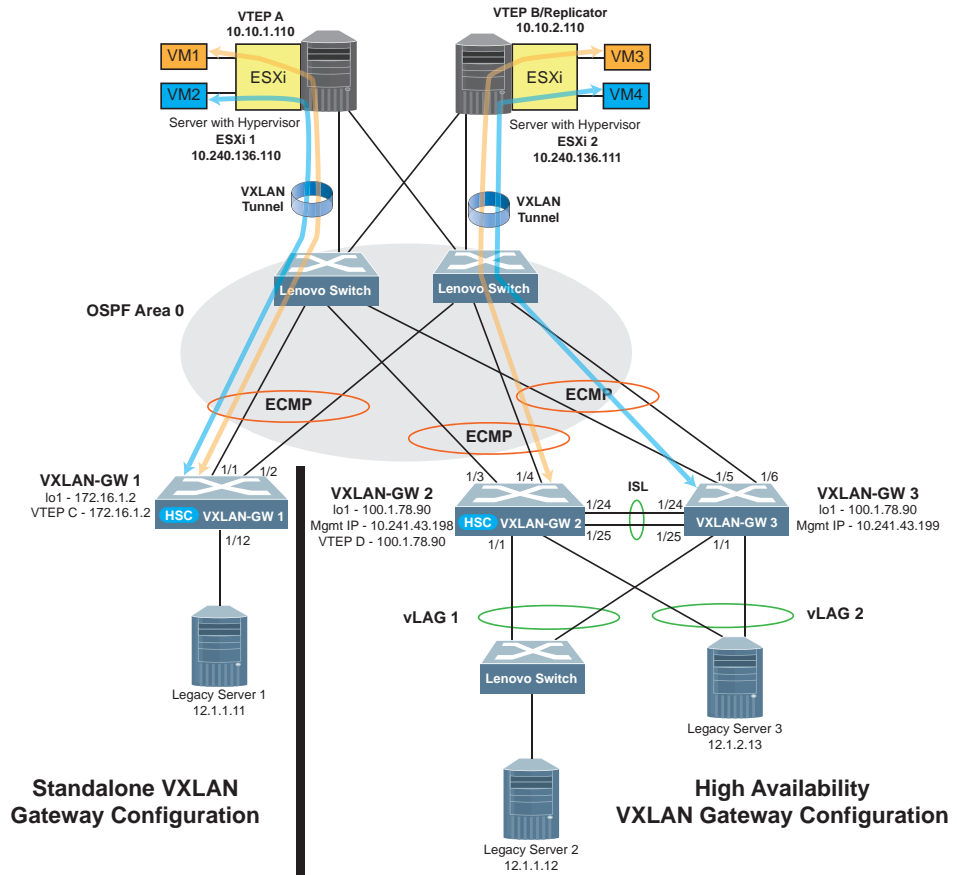 VTEP A
10.10.1.110
VTEP B/Replicator
10.10.2.110
VM1
VM2
ESXi
ESXi
VM3
VM4
Server with Hypervisor
ESXi 1
10.240.136.110
Server with Hypervisor
ESXi 2
10.240.136.111
VXLAN
Tunnel
VXLAN
Tunnel
Lenovo Switch
Lenovo Switch
OSPF Area 0
ECMP
ECMP
ECMP
VXLAN-GW 1
lo1 - 172.16.1.2
VTEP C - 172.16.1.2
1/1
1/2
HSC VXLAN-GW 1
1/12
Legacy Server 1
12.1.1.11
VXLAN-GW 2
lo1 - 100.1.78.90
Mgmt IP - 10.241.43.198
VTEP D - 100.1.78.90
1/3
1/4
HSC VXLAN-GW 2
1/1
1/24
1/25
ISL
1/24
1/25
1/5
1/6
VXLAN-GW 3
1/1
VXLAN-GW 3
lo1 - 100.1.78.90
Mgmt IP - 10.241.43.199
vLAG 1
vLAG 2
Lenovo Switch
Legacy Server 3
12.1.2.13
Legacy Server 2
12.1.1.12
Standalone VXLAN
Gateway Configuration
High Availability
VXLAN Gateway Configuration